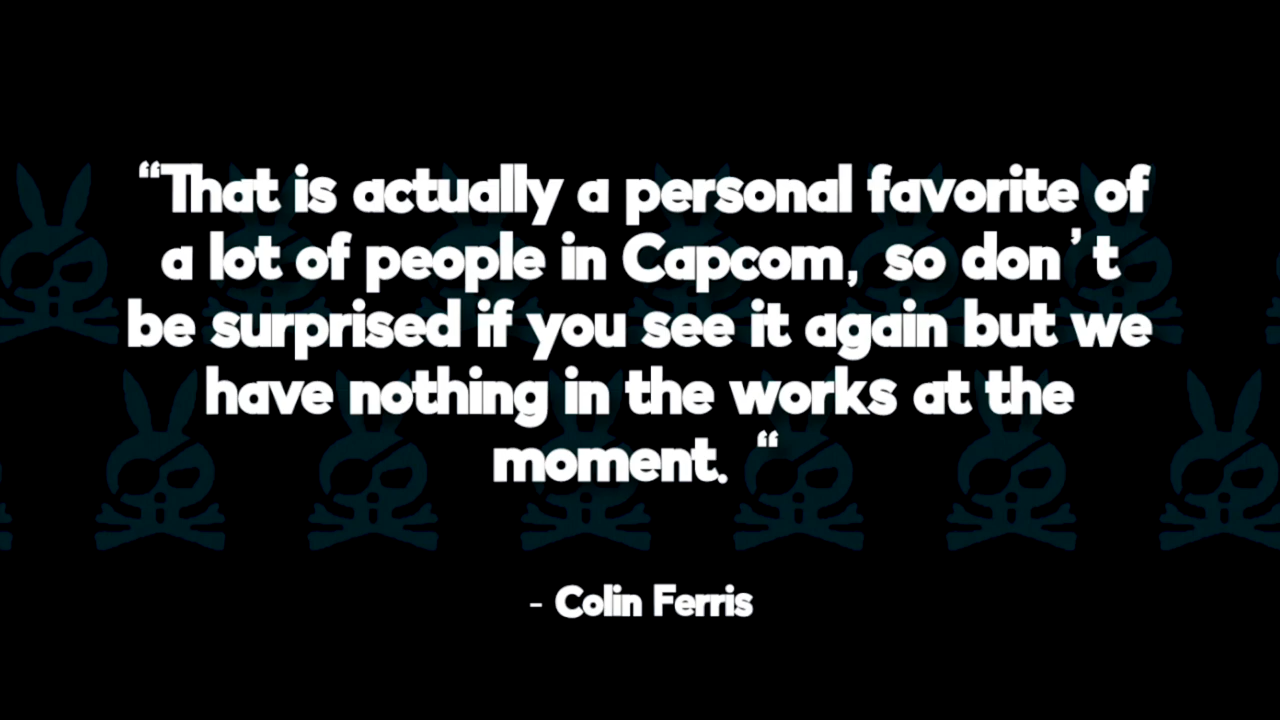 “That is actually a personal favorite of
a lot of people in Capcom, so don’t
be surprised if you see it again but we
have nothing in the works at the
moment. “
- Colin Ferris